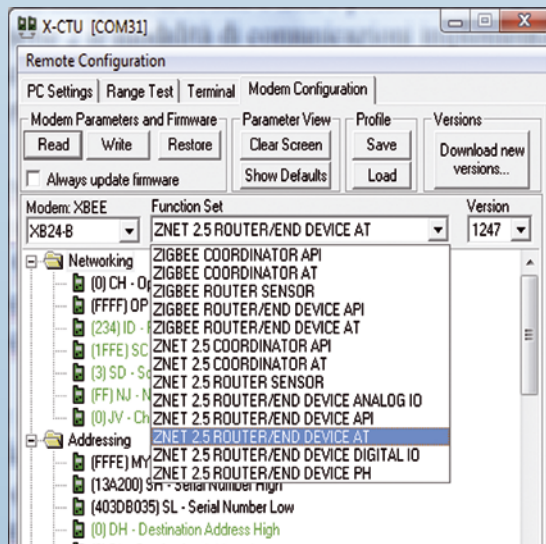 X-CTU [COM31]
Remote Configuration
PC Settings Range Test Terminal Modem Configuration
Modem Parameters and Firmware Parameter View Profile Versions
Read Write Restore Clear Screen Save Download new versions...
Always update firmware Show Defaults Load
Modem: XBEE Function Set Version
XB24-B ZNET 2.5 ROUTER/END DEVICE AT 1247
ZIGBEE COORDINATOR API
ZIGBEE COORDINATOR AT
ZIGBEE ROUTER SENSOR
ZIGBEE ROUTER/END DEVICE API
ZIGBEE ROUTER/END DEVICE AT
ZNET 2.5 COORDINATOR API
ZNET 2.5 COORDINATOR AT
ZNET 2.5 ROUTER SENSOR
ZNET 2.5 ROUTER/END DEVICE ANALOG IO
ZNET 2.5 ROUTER/END DEVICE API
ZNET 2.5 ROUTER/END DEVICE AT
ZNET 2.5 ROUTER/END DEVICE DIGITAL IO
ZNET 2.5 ROUTER/END DEVICE PH
Networking
(0) CH - Op
(FFFF) OP
(234) ID -
(1FFE) SC
(3) SD - Sc
(FF) NJ - N
(0) JV - Ch
Addressing
(FFFE) MY
(13A200) SH - Serial Number High
(403DB035) SL - Serial Number Low
(0) DH - Destination Address High